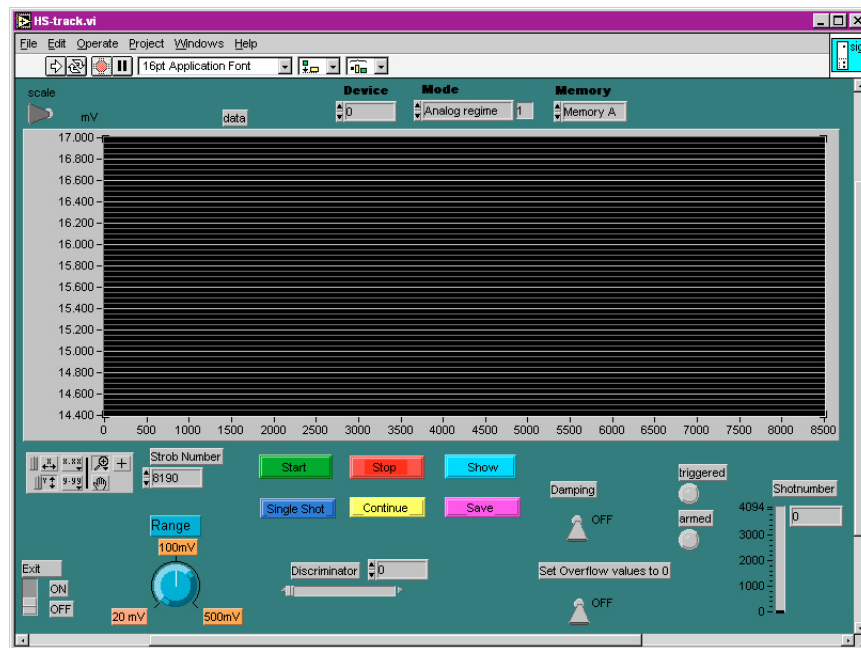 HS-track.vi
File Edit Operate Project Windows Help
16pt Application Font
sig
scale
mV
data
Device
0
Mode
Analog regime
1
Memory
Memory A
17.000
16.800
16.600
16.400
16.200
16.000
15.800
15.600
15.400
15.200
15.000
14.800
14.600
14.400
0 500 1000 1500 2000 2500 3000 3500 4000 4500 5000 5500 6000 6500 7000 7500 8000 8500
Strob Number
8190
Start
Stop
Show
Single Shot
Continue
Save
Range
100mV
20 mV
500mV
Exit
ON
OFF
Discriminator
0
Damping
OFF
Set Overflow values to 0
OFF
triggered
armed
Shotnumber
0
4094
3000
2000
1000
0